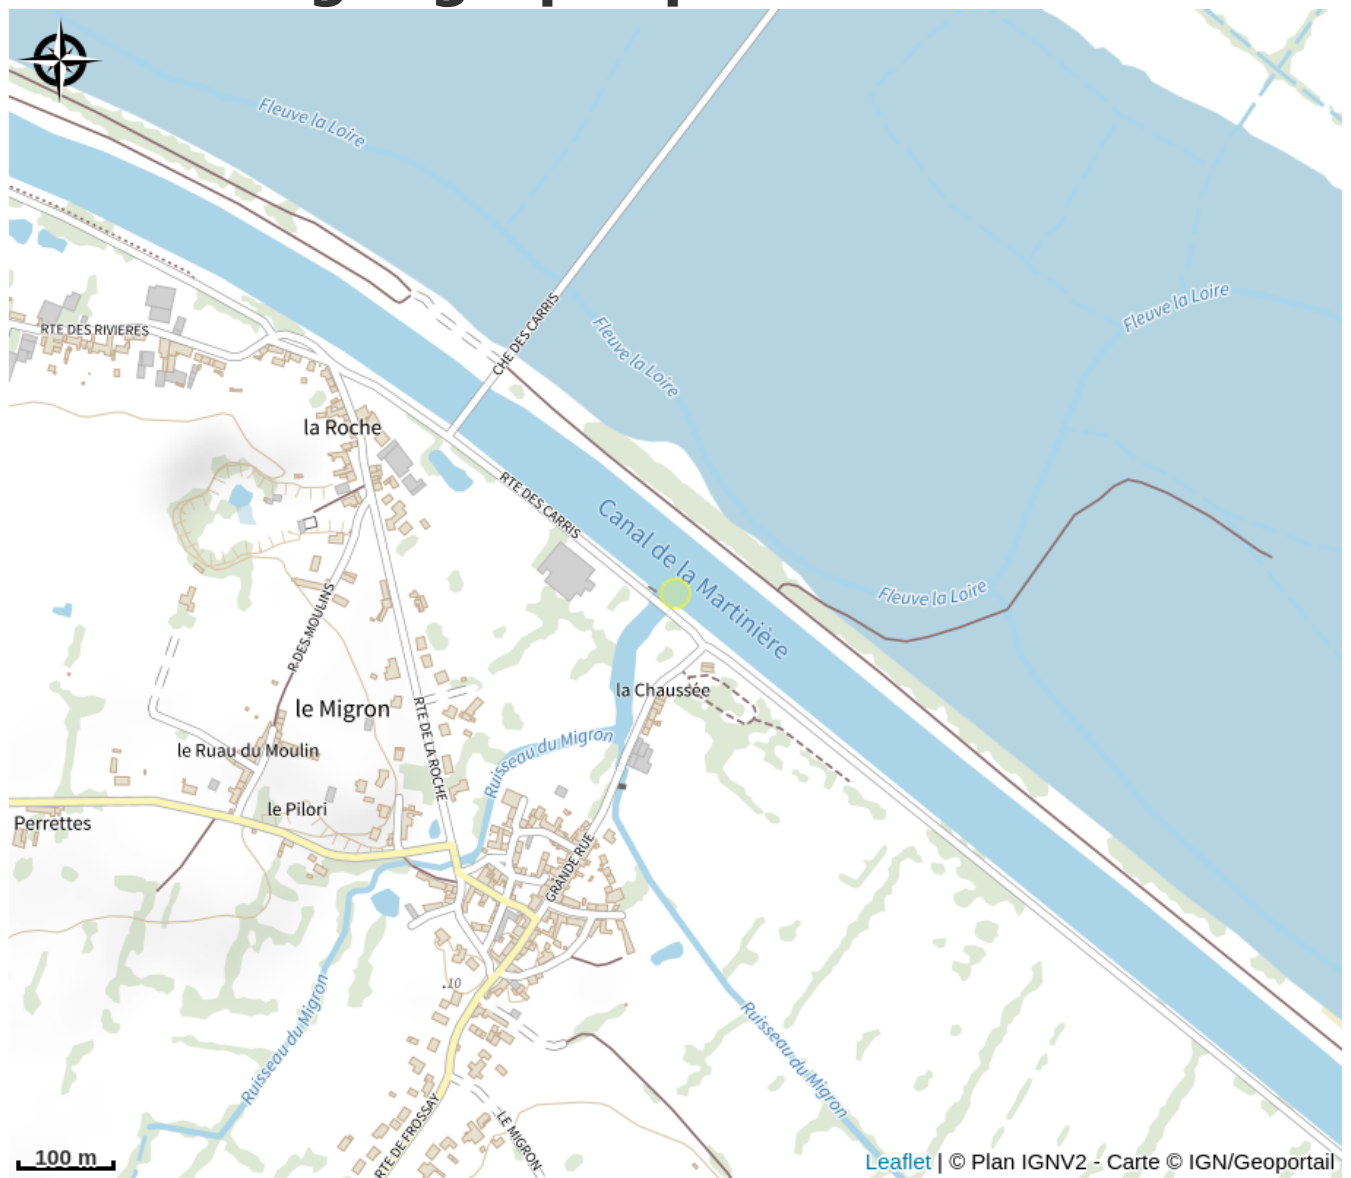 Fleuve la Loire
Fleuve la Loire
Fleuve la Loire
CHE DES CARRIS
RTE DES RIVIERES
la Roche
RTE DES CARRIS
Canal de la Martinière
Fleuve la Loire
R DES MOULINS
la Chaussée
le Migron
RTE DE LA ROCHE
Ruisseau du Migron
le Ruau du Moulin
le Pilori
Perrettes
GRANDE RUE
.10
Ruisseau du Migron
Ruisseau du Migron
RTE DE FROSSAY
LE MIGRON
100 m
Leaflet | © Plan IGNV2 - Carte © IGN/Geoportail